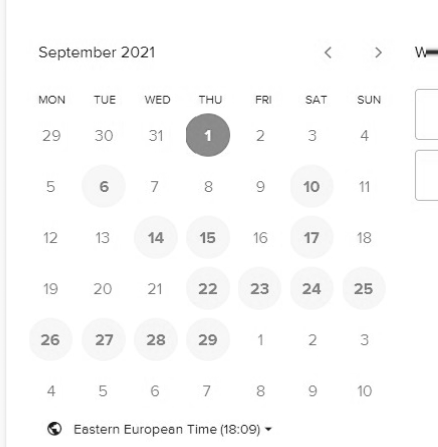 September 2021
MON TUE WED THU FRI SAT SUN
29 30 31 1 2 3 4
5 6 7 8 9 10 11
12 13 14 15 16 17 18
19 20 21 22 23 24 25
26 27 28 29 1 2 3
4 5 6 7 8 9 10
Eastern European Time (18:09)